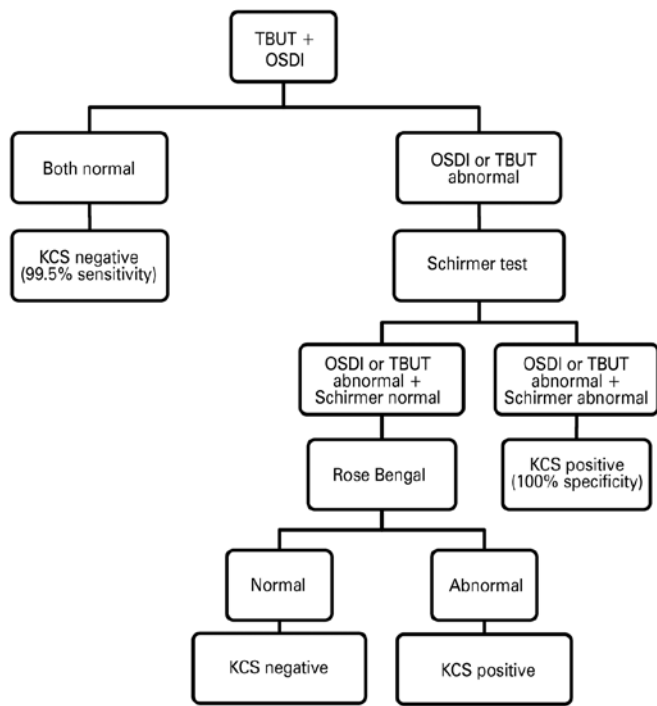 TBUT +
OSDI
Both normal
OSDI or TBUT
abnormal
KCS negative
(99.5% sensitivity)
Schirmer test
OSDI or TBUT
abnormal +
Schirmer normal
OSDI or TBUT
abnormal +
Schirmer abnormal
Rose Bengal
KCS positive
(100% specificity)
Normal
Abnormal
KCS negative
KCS positive